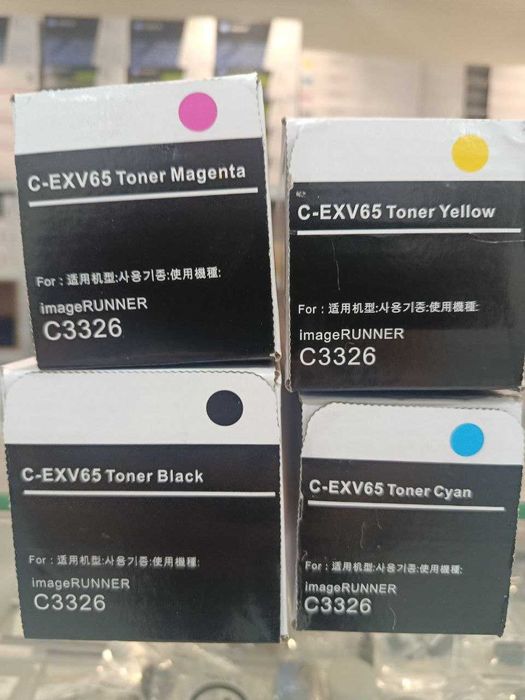 C-EXV65 Toner Magenta
For : 适用机型:사용기종:使用機種:
imageRUNNER
C3326
C-EXV65 Toner Yellow
For : 适用机型:사용기종:使用機種:
imageRUNNER
C3326
C-EXV65 Toner Black
For : 适用机型:사용기종:使用機種:
imageRUNNER
C3326
C-EXV65 Toner Cyan
For : 适用机型:사용기종:使用機種:
imageRUNNER
C3326